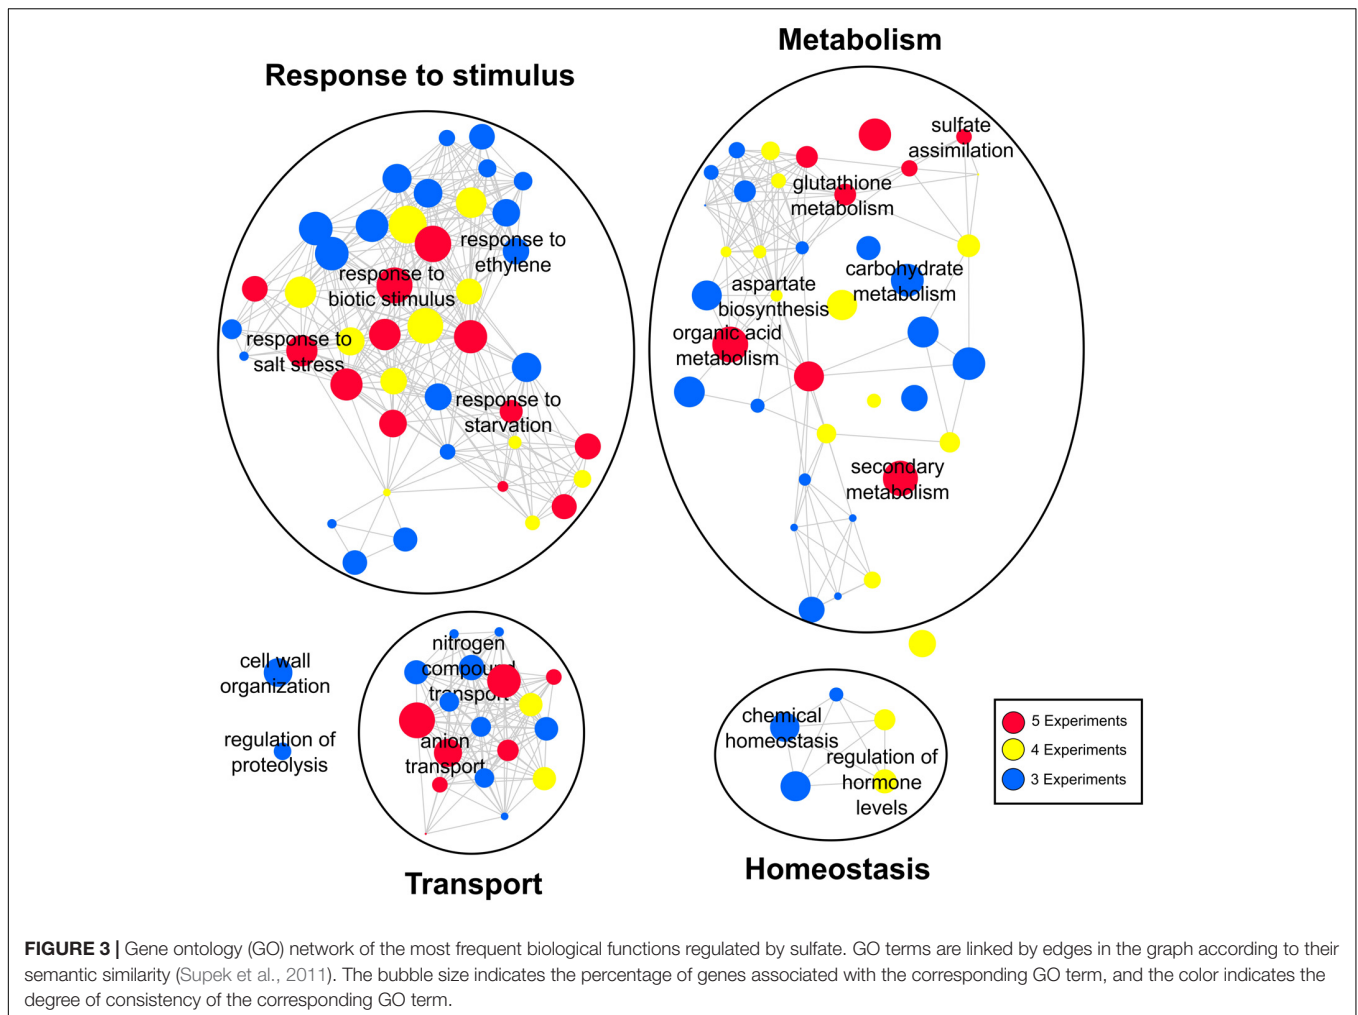 Metabolism
Response to stimulus
sulfate
assimilation
glutathione
metabolism
response to
ethylene
response to
biotic stimulus
carbohydrate
metabolism
aspartate
biosynthesis
organic acid
metabolism
response to
salt stress
response to
starvation
secondary
metabolism
nitrogen
compound
transport
cell wall
organization
anion
transport
regulation of
proteolysis
chemical
homeostasis
regulation of
hormone
levels
5 Experiments
4 Experiments
3 Experiments
Transport
Homeostasis
FIGURE 3 | Gene ontology (GO) network of the most frequent biological functions regulated by sulfate. GO terms are linked by edges in the graph according to their
semantic similarity (Supek et al., 2011). The bubble size indicates the percentage of genes associated with the corresponding GO term, and the color indicates the
degree of consistency of the corresponding GO term.